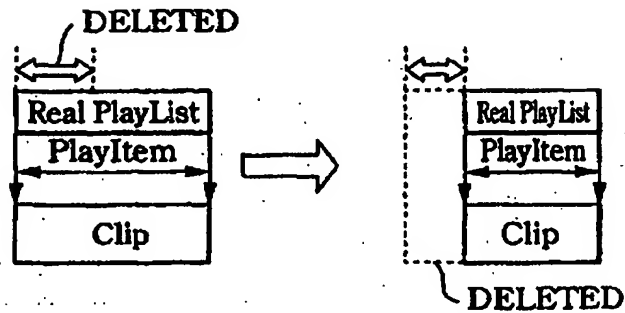 DELETED
Real PlayList
PlayItem
Clip
Real PlayList
PlayItem
Clip
DELETED